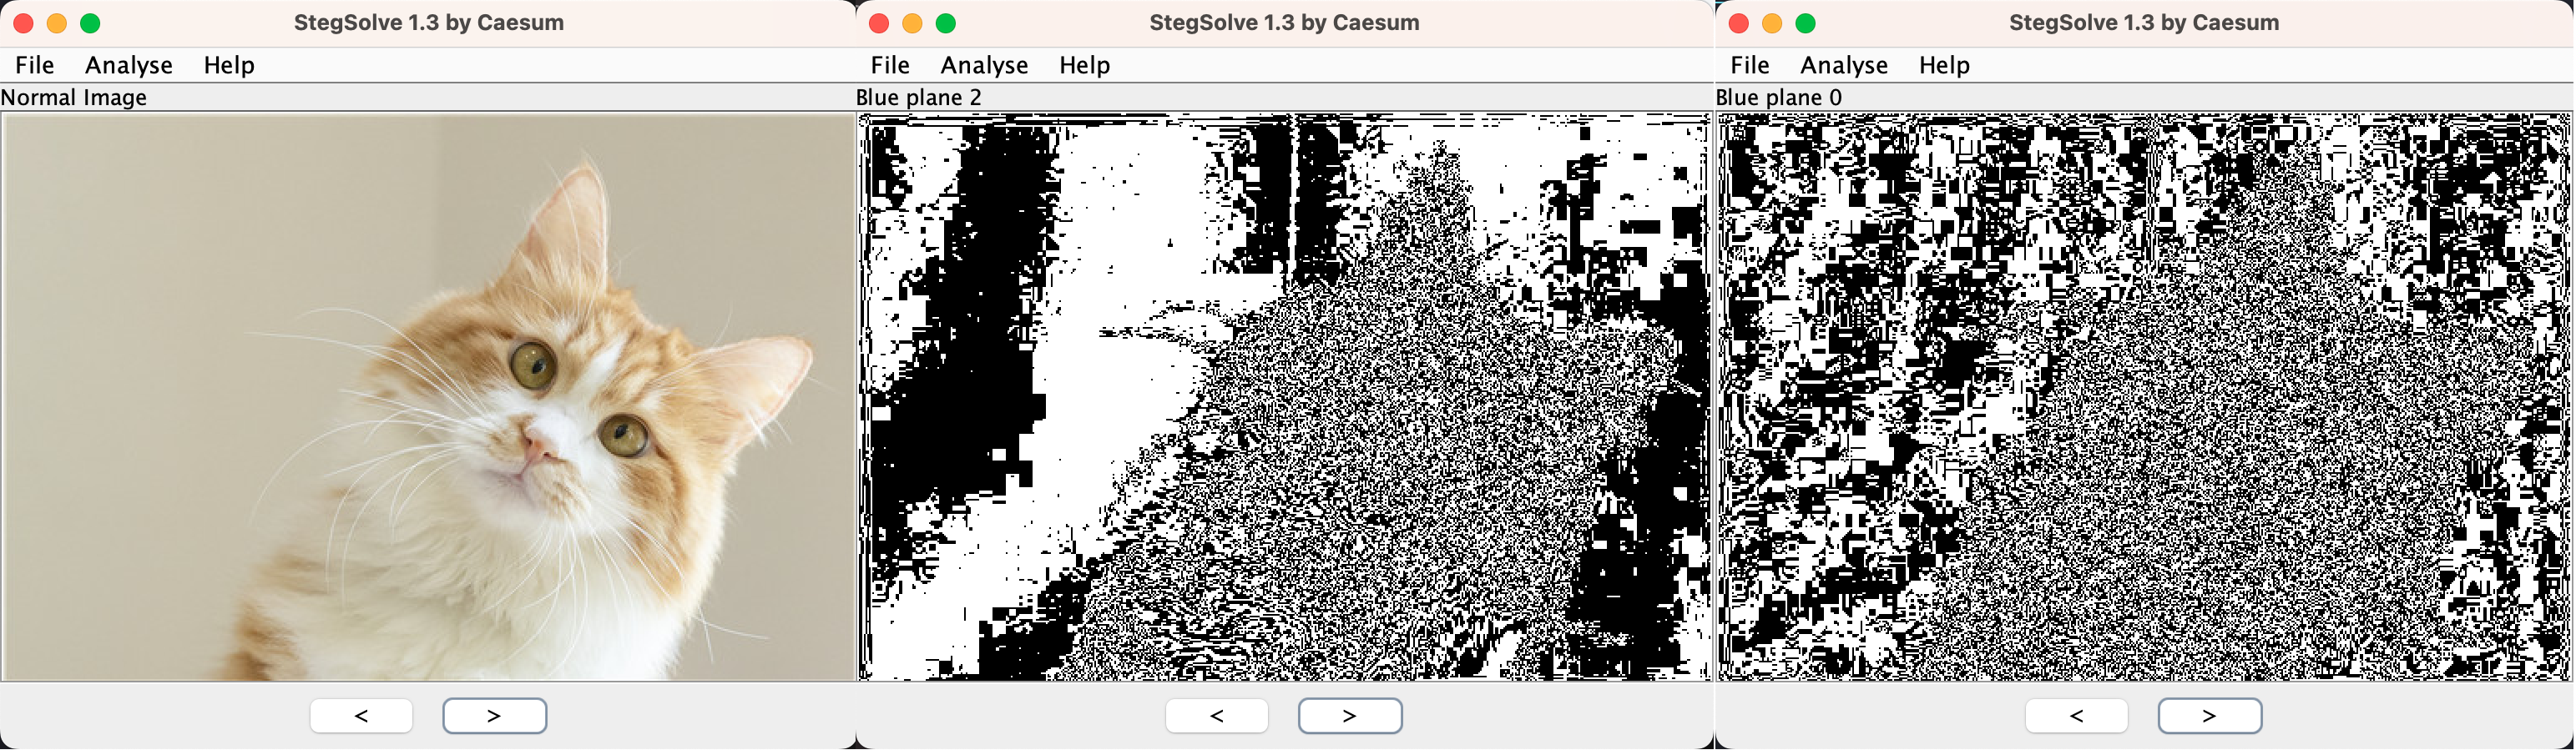 StegSolve 1.3 by Caesum
File Analyse Help
Normal Image
< >
StegSolve 1.3 by Caesum
File Analyse Help
Blue plane 2
< >
StegSolve 1.3 by Caesum
File Analyse Help
Blue plane 0
< >